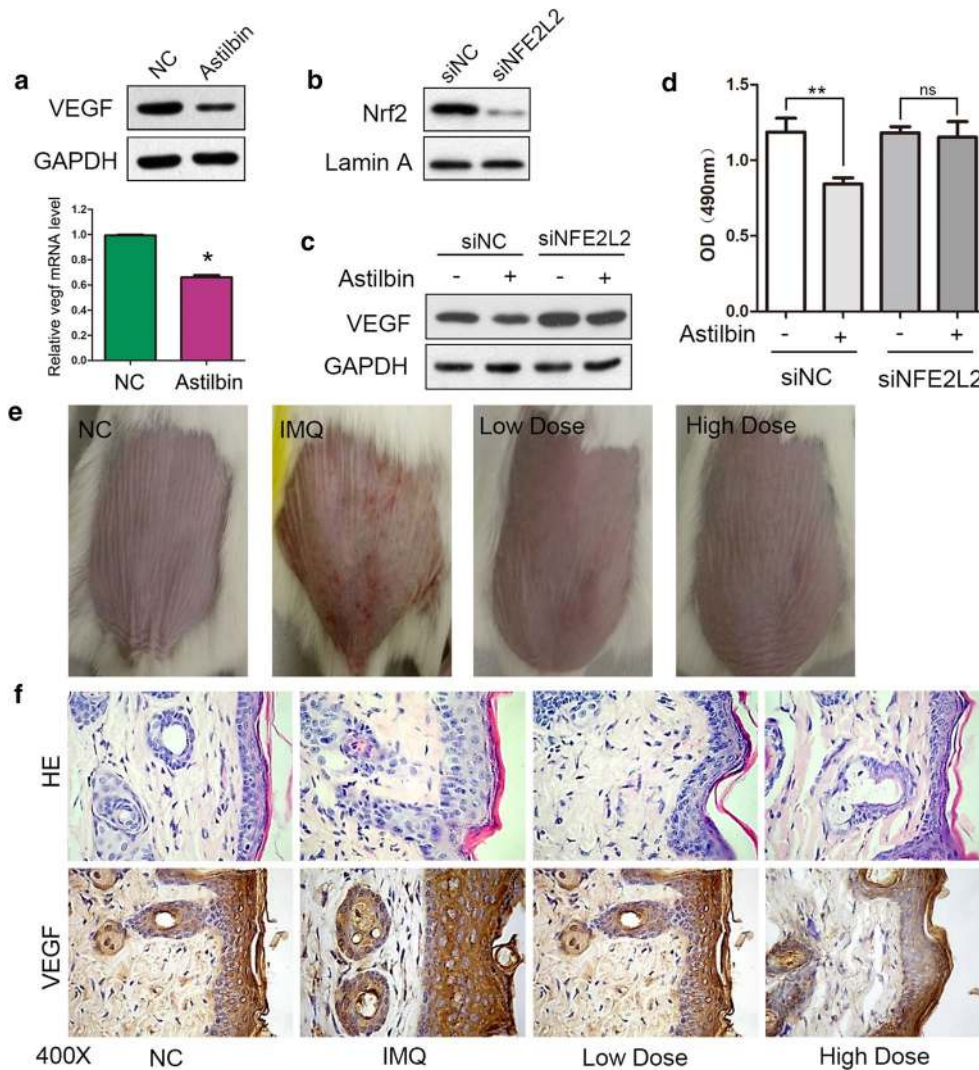 a
NC Astilbin
VEGF
GAPDH
Relative vegf mRNA level
1.2
1.0
0.8
0.6
0.4
0.2
0.0
*
NC Astilbin
b
siNC siNFE2L2
Nrf2
Lamin A
c
siNC siNFE2L2
Astilbin - + - +
VEGF
GAPDH
d
OD（490nm）
1.5
1.0
0.5
0.0
** ns
Astilbin - + - +
siNC siNFE2L2
e
NC IMQ Low Dose High Dose
f
HE
VEGF
400X NC IMQ Low Dose High Dose